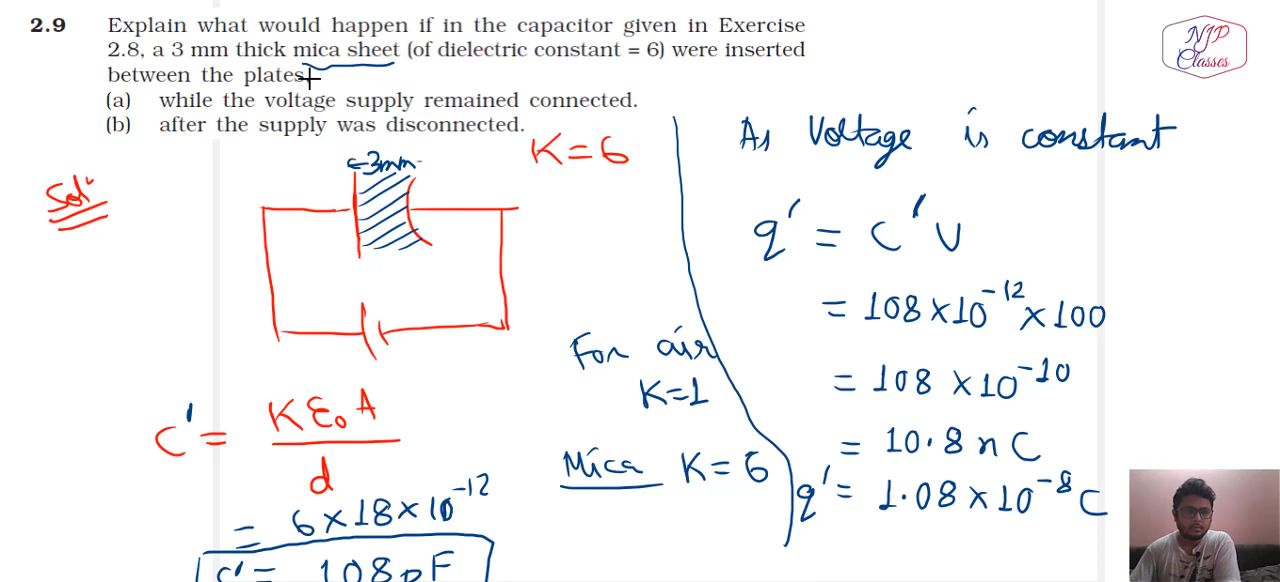 2.9 Explain what would happen if in the capacitor given in Exercise
2.8, a 3 mm thick mica sheet (of dielectric constant = 6) were inserted
between the plates,
(a) while the voltage supply remained connected.
(b) after the supply was disconnected.
NJP
Classes
Solⁿ
3mm
K=6
C' = Kε₀A/d
= 6×18×10⁻¹²
C' = 108pF
For air
K=1
Mica K=6
As Voltage is constant
q' = C'V
= 108×10⁻¹²×100
= 108×10⁻¹⁰
= 10.8 nC
q' = 1.08×10⁻⁸C